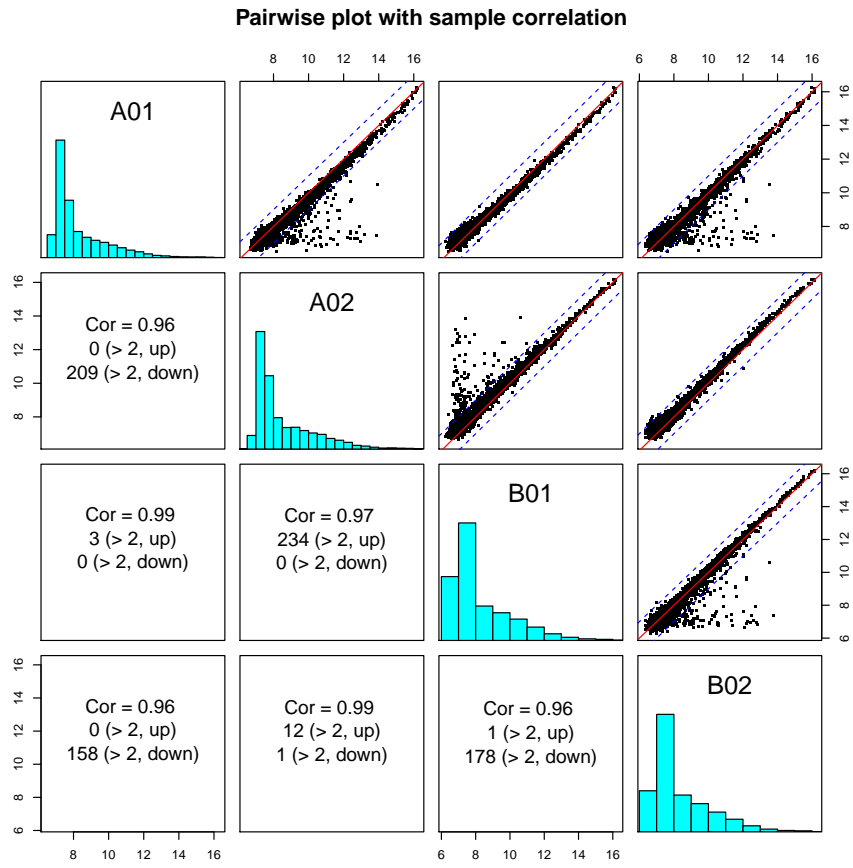 Pairwise plot with sample correlation
8 10 12 14 16
6 8 10 12 14 16
A01
8 10 12 14 16
A02
Cor = 0.96
0 (> 2, up)
209 (> 2, down)
8 10 12 14 16
B01
Cor = 0.99
3 (> 2, up)
0 (> 2, down)
Cor = 0.97
234 (> 2, up)
0 (> 2, down)
6 8 10 12 14 16
B02
Cor = 0.96
0 (> 2, up)
158 (> 2, down)
Cor = 0.99
12 (> 2, up)
1 (> 2, down)
Cor = 0.96
1 (> 2, up)
178 (> 2, down)
6 8 10 12 14 16
8 10 12 14 16
6 8 10 12 14 16